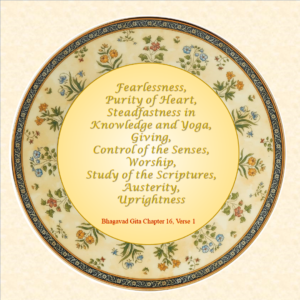 Fearlessness,
Purity of Heart,
Steadfastness in
Knowledge and Yoga,
Giving,
Control of the Senses,
Worship,
Study of the Scriptures,
Austerity,
Uprightness
Bhagavad Gita Chapter 16, Verse 1